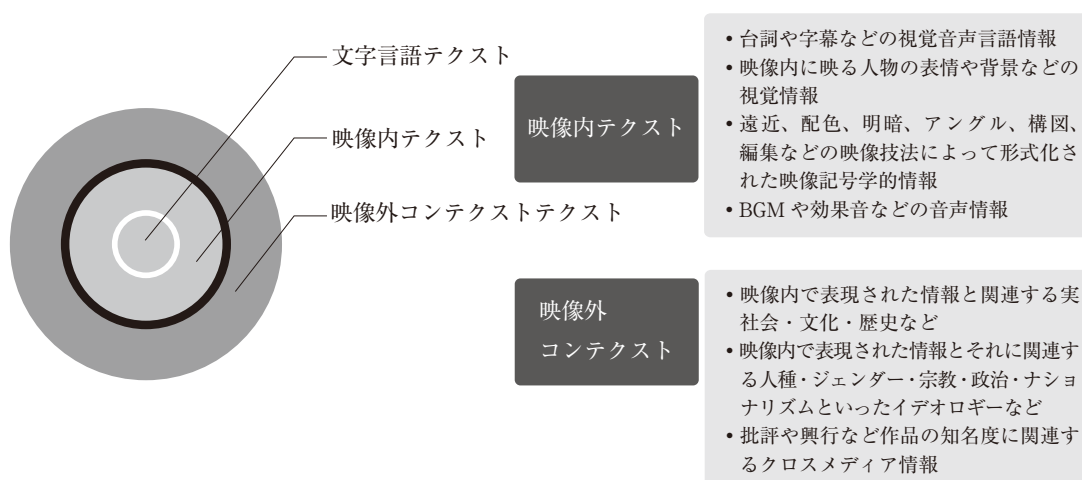 文字言語テクスト
映像内テクスト
映像外コンテクストテクスト
映像内テクスト
• 台詞や字幕などの視覚音声言語情報
• 映像内に映る人物の表情や背景などの
視覚情報
• 遠近、配色、明暗、アングル、構図、
編集などの映像技法によって形式化さ
れた映像記号学的情報
• BGM や効果音などの音声情報
映像外
コンテクスト
• 映像内で表現された情報と関連する実
社会・文化・歴史など
• 映像内で表現された情報とそれに関連す
る人種・ジェンダー・宗教・政治・ナショ
ナリズムといったイデオロギーなど
• 批評や興行など作品の知名度に関連す
るクロスメディア情報